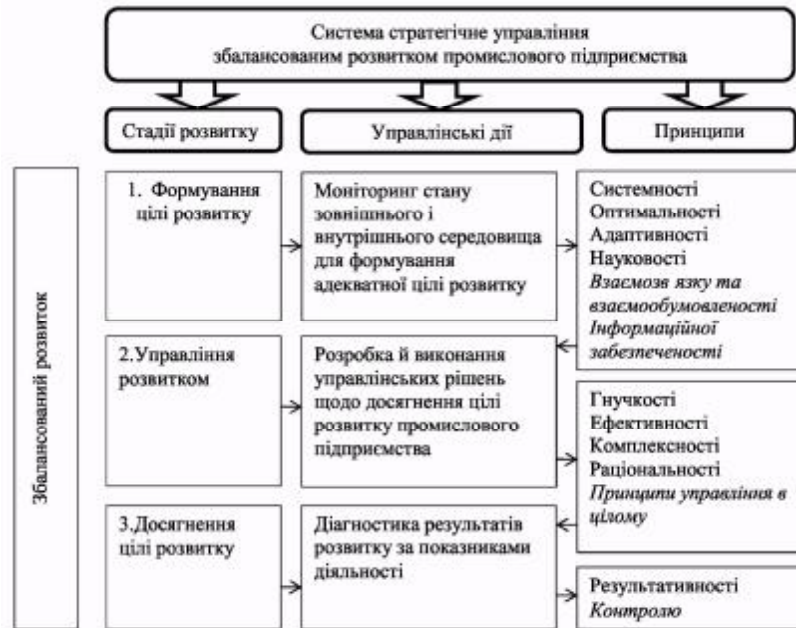 Система стратегічне управління
збалансованим розвитком промислового підприємства
Стадії розвитку
Управлінські дії
Принципи
Збалансований розвиток
1. Формування
цілі розвитку
Моніторинг стану
зовнішнього і
внутрішнього середовища
для формування
адекватної цілі розвитку
Системності
Оптимальності
Адаптивності
Науковості
Взаємозв язку та
взаємообумовленості
Інформаційної
забезпеченості
2.Управління
розвитком
Розробка й виконання
управлінських рішень
щодо досягнення цілі
розвитку промислового
підприємства
Гнучкості
Ефективності
Комплексності
Раціональності
Принципи управління в
цілому
3.Досягнення
цілі розвитку
Діагностика результатів
розвитку за показниками
діяльності
Результативності
Контролю